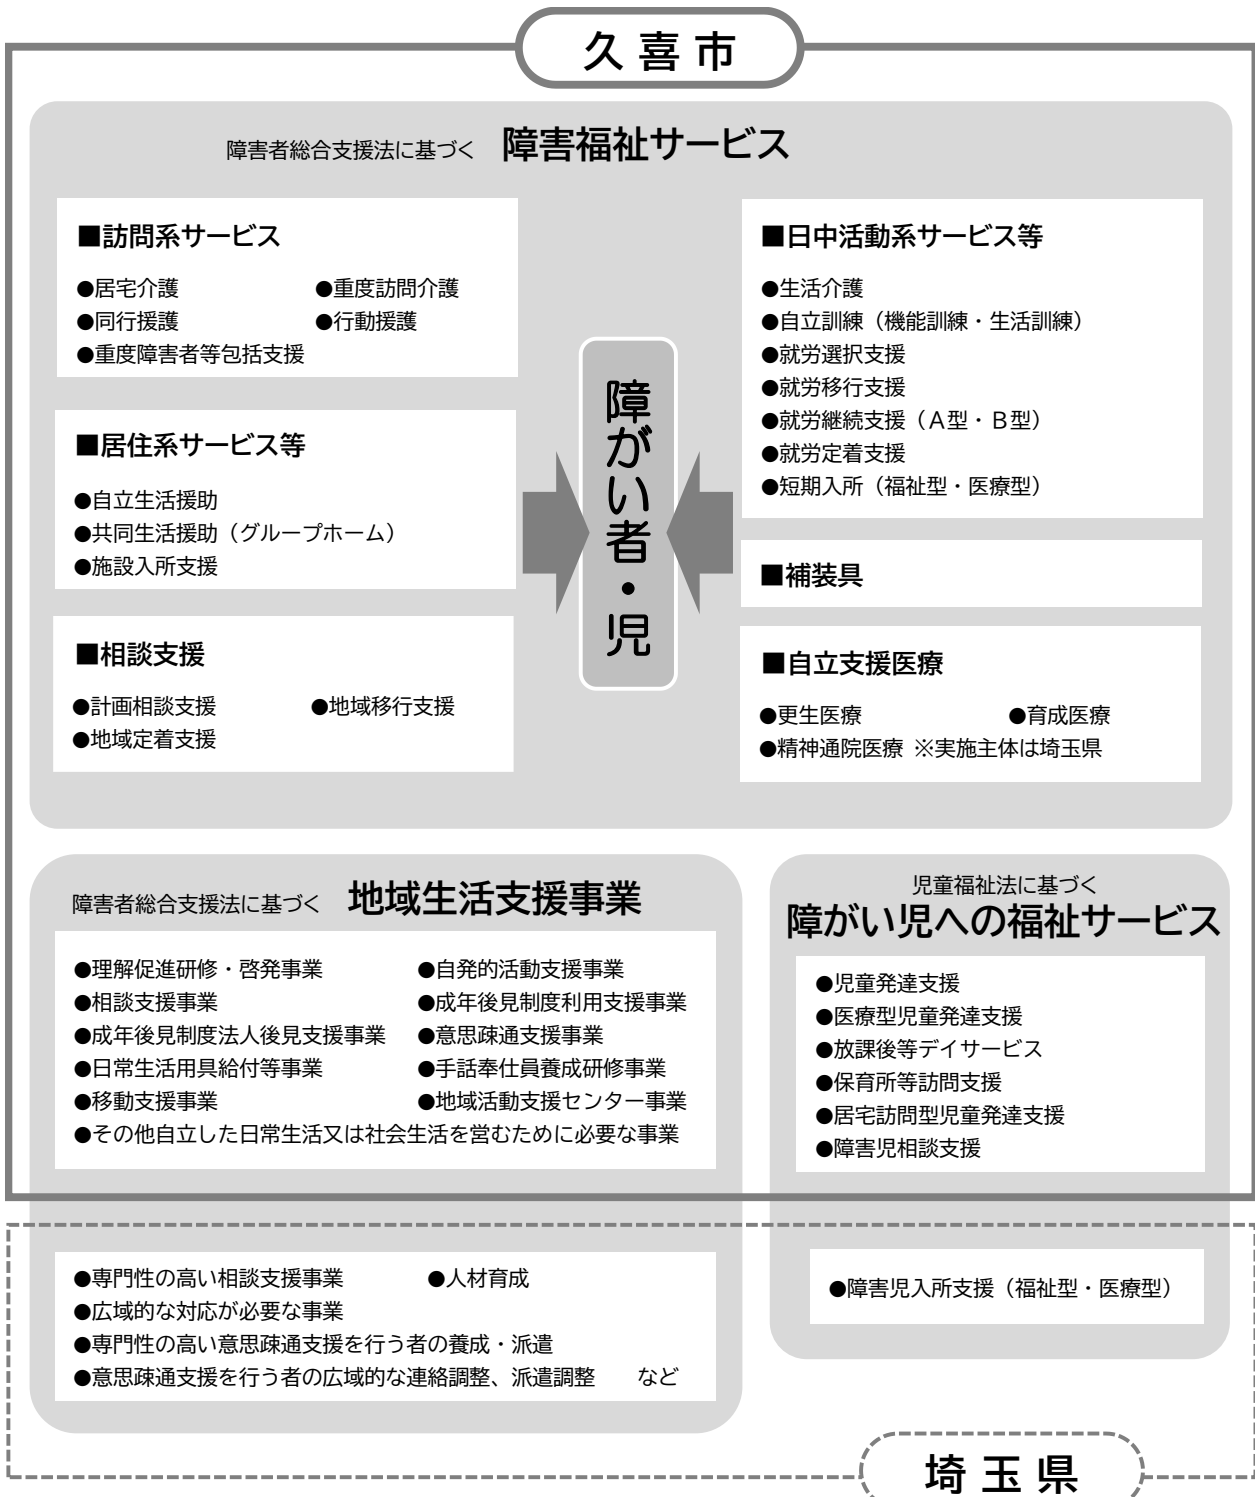 久喜市
障害者総合支援法に基づく 障害福祉サービス
■訪問系サービス
●居宅介護 ●重度訪問介護
●同行援護 ●行動援護
●重度障害者等包括支援
■居住系サービス等
●自立生活援助
●共同生活援助（グループホーム）
●施設入所支援
■相談支援
●計画相談支援 ●地域移行支援
●地域定着支援
障がい者・児
■日中活動系サービス等
●生活介護
●自立訓練（機能訓練・生活訓練）
●就労選択支援
●就労移行支援
●就労継続支援（Ａ型・Ｂ型）
●就労定着支援
●短期入所（福祉型・医療型）
■補装具
■自立支援医療
●更生医療 ●育成医療
●精神通院医療 ※実施主体は埼玉県
障害者総合支援法に基づく 地域生活支援事業
●理解促進研修・啓発事業 ●自発的活動支援事業
●相談支援事業 ●成年後見制度利用支援事業
●成年後見制度法人後見支援事業 ●意思疎通支援事業
●日常生活用具給付等事業 ●手話奉仕員養成研修事業
●移動支援事業 ●地域活動支援センター事業
●その他自立した日常生活又は社会生活を営むために必要な事業
児童福祉法に基づく
障がい児への福祉サービス
●児童発達支援
●医療型児童発達支援
●放課後等デイサービス
●保育所等訪問支援
●居宅訪問型児童発達支援
●障害児相談支援
●専門性の高い相談支援事業 ●人材育成
●広域的な対応が必要な事業
●専門性の高い意思疎通支援を行う者の養成・派遣
●意思疎通支援を行う者の広域的な連絡調整、派遣調整 など
●障害児入所支援（福祉型・医療型）
埼玉県